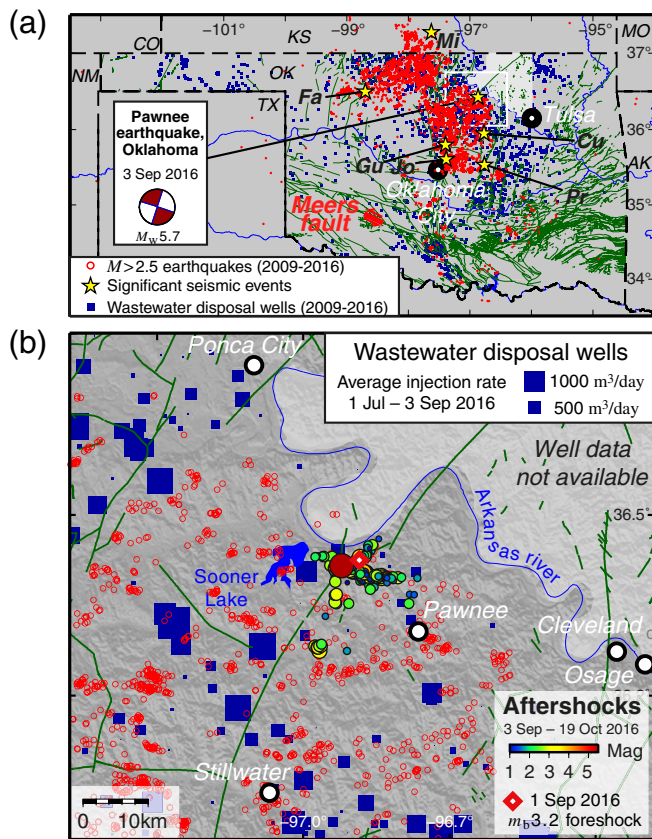 (a)
−99°
−97°
−95°
CO
KS
MO
Mi
37°
NM
OK
TX
Fa
36°
Tulsa
Cu
AK
Pawnee
earthquake,
Oklahoma
3 Sep 2016
Mw 5.7
Gu
Jo
Oklahoma
City
Pr
35°
Meers
fault
34°
M>2.5 earthquakes (2009-2016)
Significant seismic events
Wastewater disposal wells (2009-2016)
(b)
Ponca City
Wastewater disposal wells
Average injection rate
1 Jul – 3 Sep 2016
1000 m³/day
500 m³/day
Well data
not available
36.5°
Arkansas river
Sooner
Lake
Pawnee
Cleveland
Osage
Aftershocks
3 Sep – 19 Oct 2016
Mag
1 2 3 4 5
1 Sep 2016
mb3.2 foreshock
Stillwater
0 10km
−97.0°
−96.7°